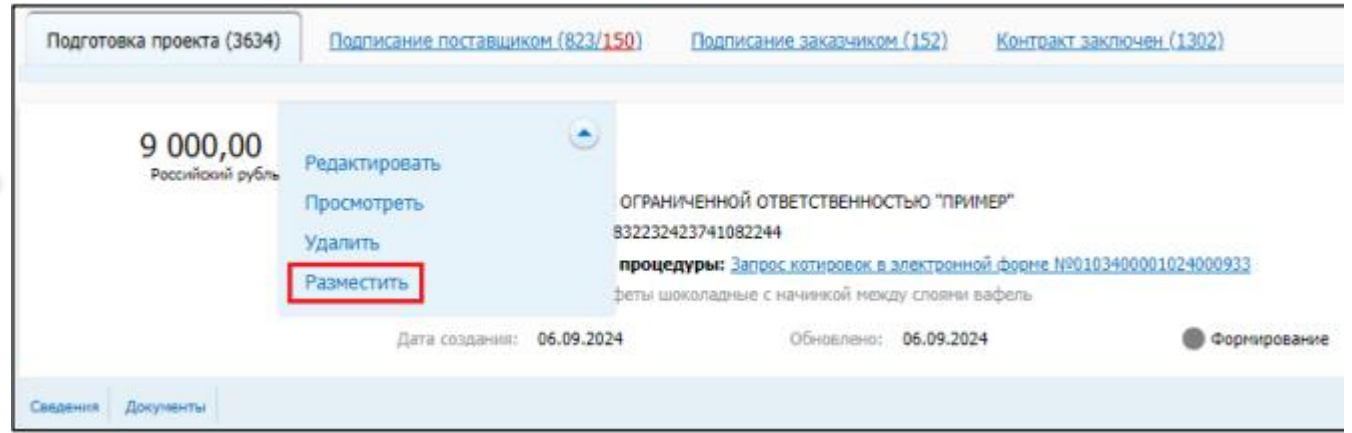 Подготовка проекта (3634) Подписание поставщиком (823/150) Подписание заказчиком (152) Контракт заключен (1302)
9 000,00
Российский рубль
Редактировать
Просмотреть
Удалить
Разместить
ОГРАНИЧЕННОЙ ОТВЕТСТВЕННОСТЬЮ "ПРИМЕР"
832232423741082244
процедуры: Запрос котировок в электронной форме №0103400001024000933
феты шоколадные с начинкой между слоями вафель
Дата создания: 06.09.2024 Обновлено: 06.09.2024 Формирование
Сведения Документы